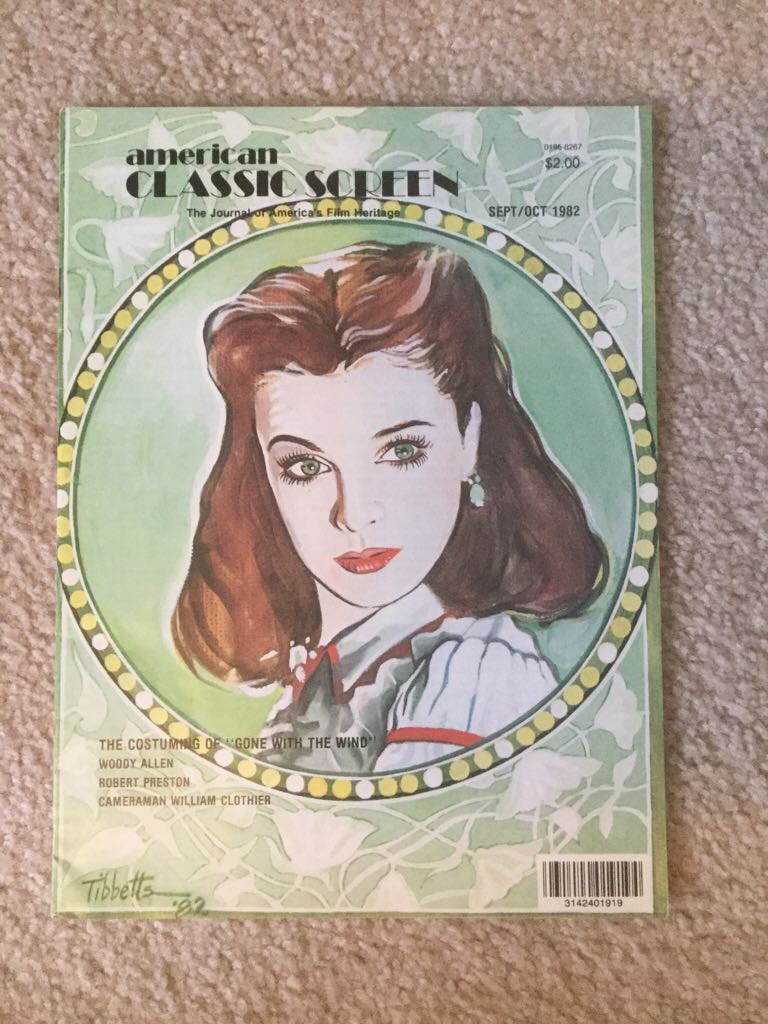 american
CLASSIC SCREEN
The Journal of America's Film Heritage
0195-8267
$2.00
SEPT/OCT 1982
THE COSTUMING OF "GONE WITH THE WIND"
WOODY ALLEN
ROBERT PRESTON
CAMERAMAN WILLIAM CLOTHIER
Tibbetts
'82
3142401919